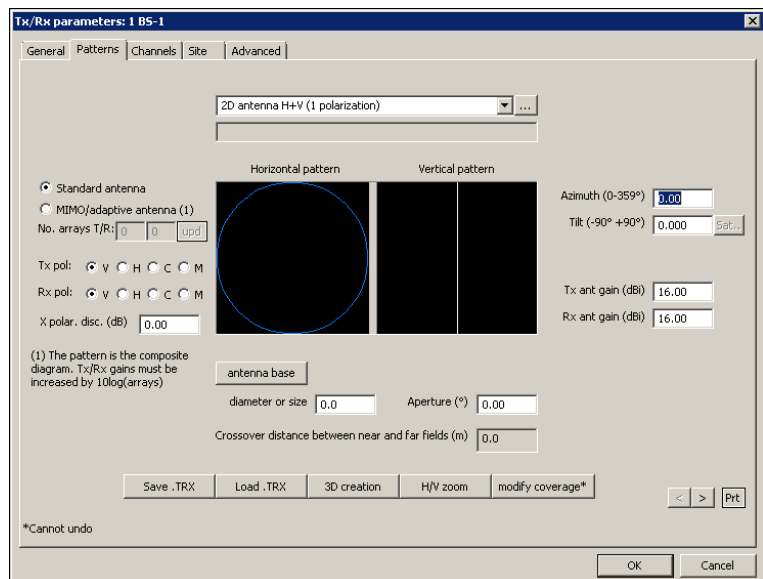 Tx/Rx parameters: 1 BS-1
General Patterns Channels Site Advanced
2D antenna H+V (1 polarization) ...
Horizontal pattern Vertical pattern
Standard antenna
MIMO/adaptive antenna (1)
No. arrays T/R: 0 0 upd
Azimuth (0-359°) 0.00
Tilt (-90° +90°) 0.000 Sat..
Tx pol: V H C M
Rx pol: V H C M
X polar. disc. (dB) 0.00
Tx ant gain (dBi) 16.00
Rx ant gain (dBi) 16.00
(1) The pattern is the composite
diagram. Tx/Rx gains must be
increased by 10log(arrays)
antenna base
diameter or size 0.0 Aperture (°) 0.00
Crossover distance between near and far fields (m) 0.0
Save .TRX Load .TRX 3D creation H/V zoom modify coverage*
< > Prt
*Cannot undo
OK Cancel